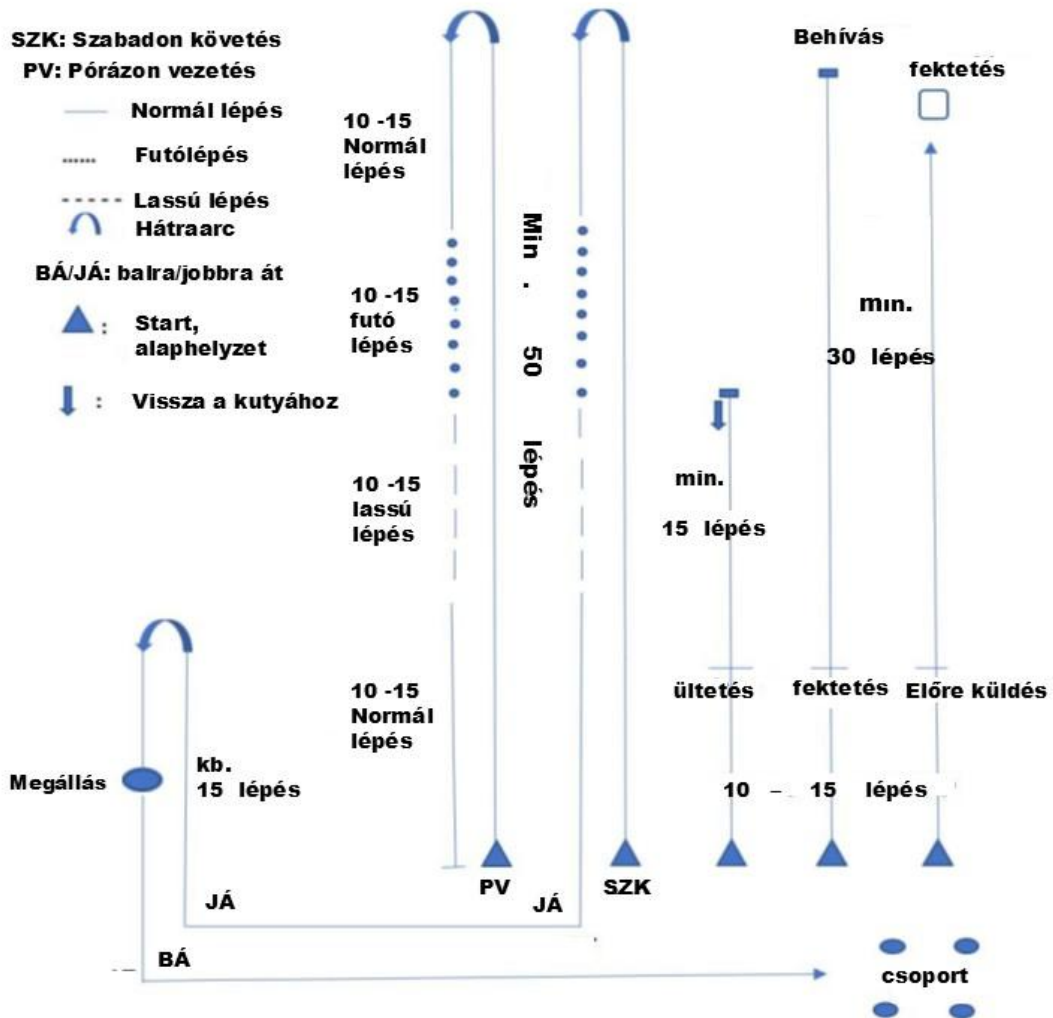 SZK: Szabadon követés
PV: Pórázon vezetés
Normál lépés
Futólépés
Lassú lépés
Hátraarc
BÁ/JÁ: balra/jobbra át
: Start,
alaphelyzet
: Vissza a kutyához
10 -15
Normál
lépés
10 -15
futó
lépés
10 -15
lassú
lépés
10 -15
Normál
lépés
Min . 50 lépés
Behívás
fektetés
min.
30 lépés
min.
15 lépés
ültetés
fektetés
Előre küldés
10 – 15 lépés
Megállás
kb.
15 lépés
PV
SZK
JÁ
JÁ
BÁ
csoport